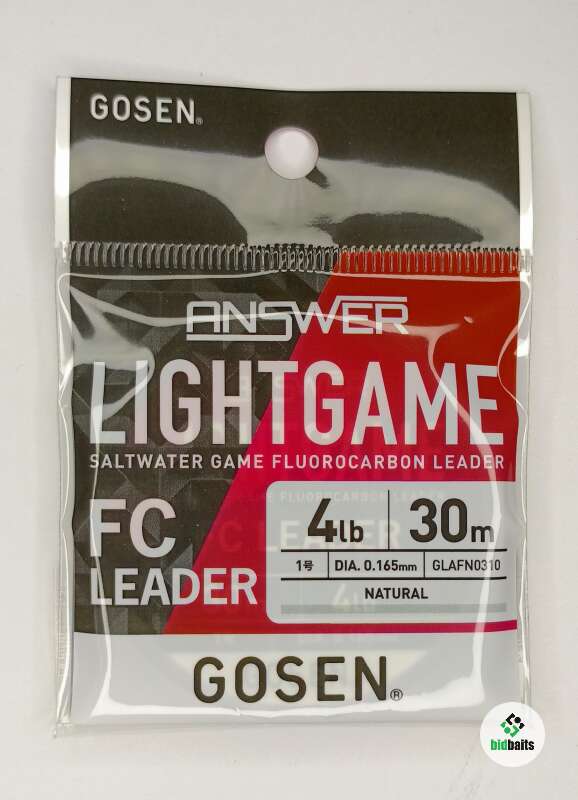 GOSEN®
ANSWER
LIGHTGAME
SALTWATER GAME FLUOROCARBON LEADER
FC
LEADER
4lb 30m
1号 DIA. 0.165mm GLAFN0310
NATURAL
GOSEN®
bidbaits